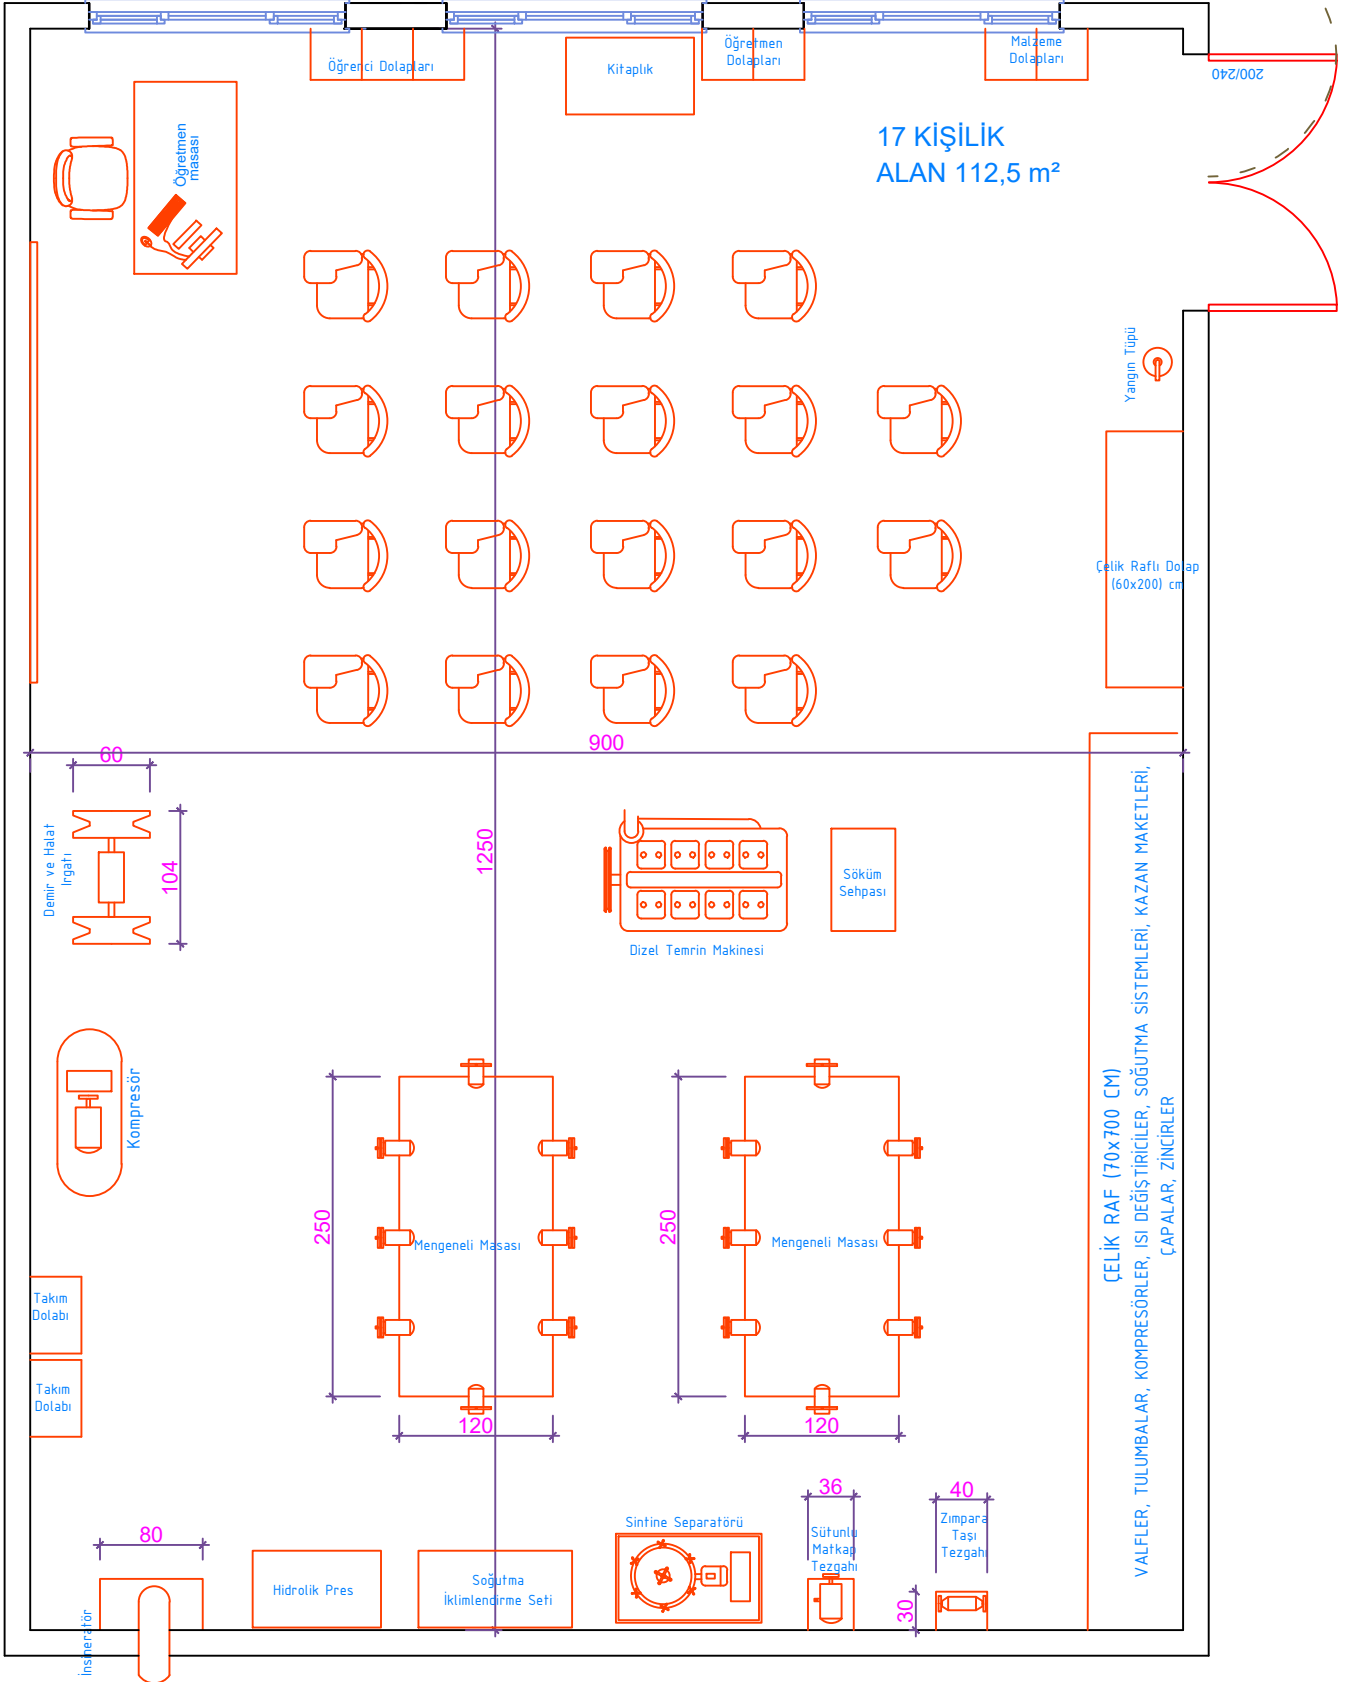 Öğrenci Dolapları
Kitaplık
Öğretmen
Dolapları
Malzeme
Dolapları
200/240
Öğretmen
masası
17 KİŞİLİK
ALAN 112,5 m²
Yangın Tüpü
Çelik Raflı Dolap
(60x200) cm
900
60
1250
Demir ve Halat
Irgatı
104
Söküm
Sehpası
Dizel Temrin Makinesi
Kompresör
250
Mengeneli Masası
120
250
Mengeneli Masası
120
ÇELİK RAF (70x700 CM)
VALFLER, TULUMBALAR, KOMPRESÖRLER, ISI DEĞİŞTİRİCİLER, SOĞUTMA SİSTEMLERİ, KAZAN MAKETLERİ,
ÇAPALAR, ZİNCİRLER
Takım
Dolabı
Takım
Dolabı
80
İnsineratör
Hidrolik Pres
Soğutma
İklimlendirme Seti
Sintine Separatörü
36
Sütunlu
Matkap
Tezgahı
40
Zımpara
Taşı
Tezgahı
30